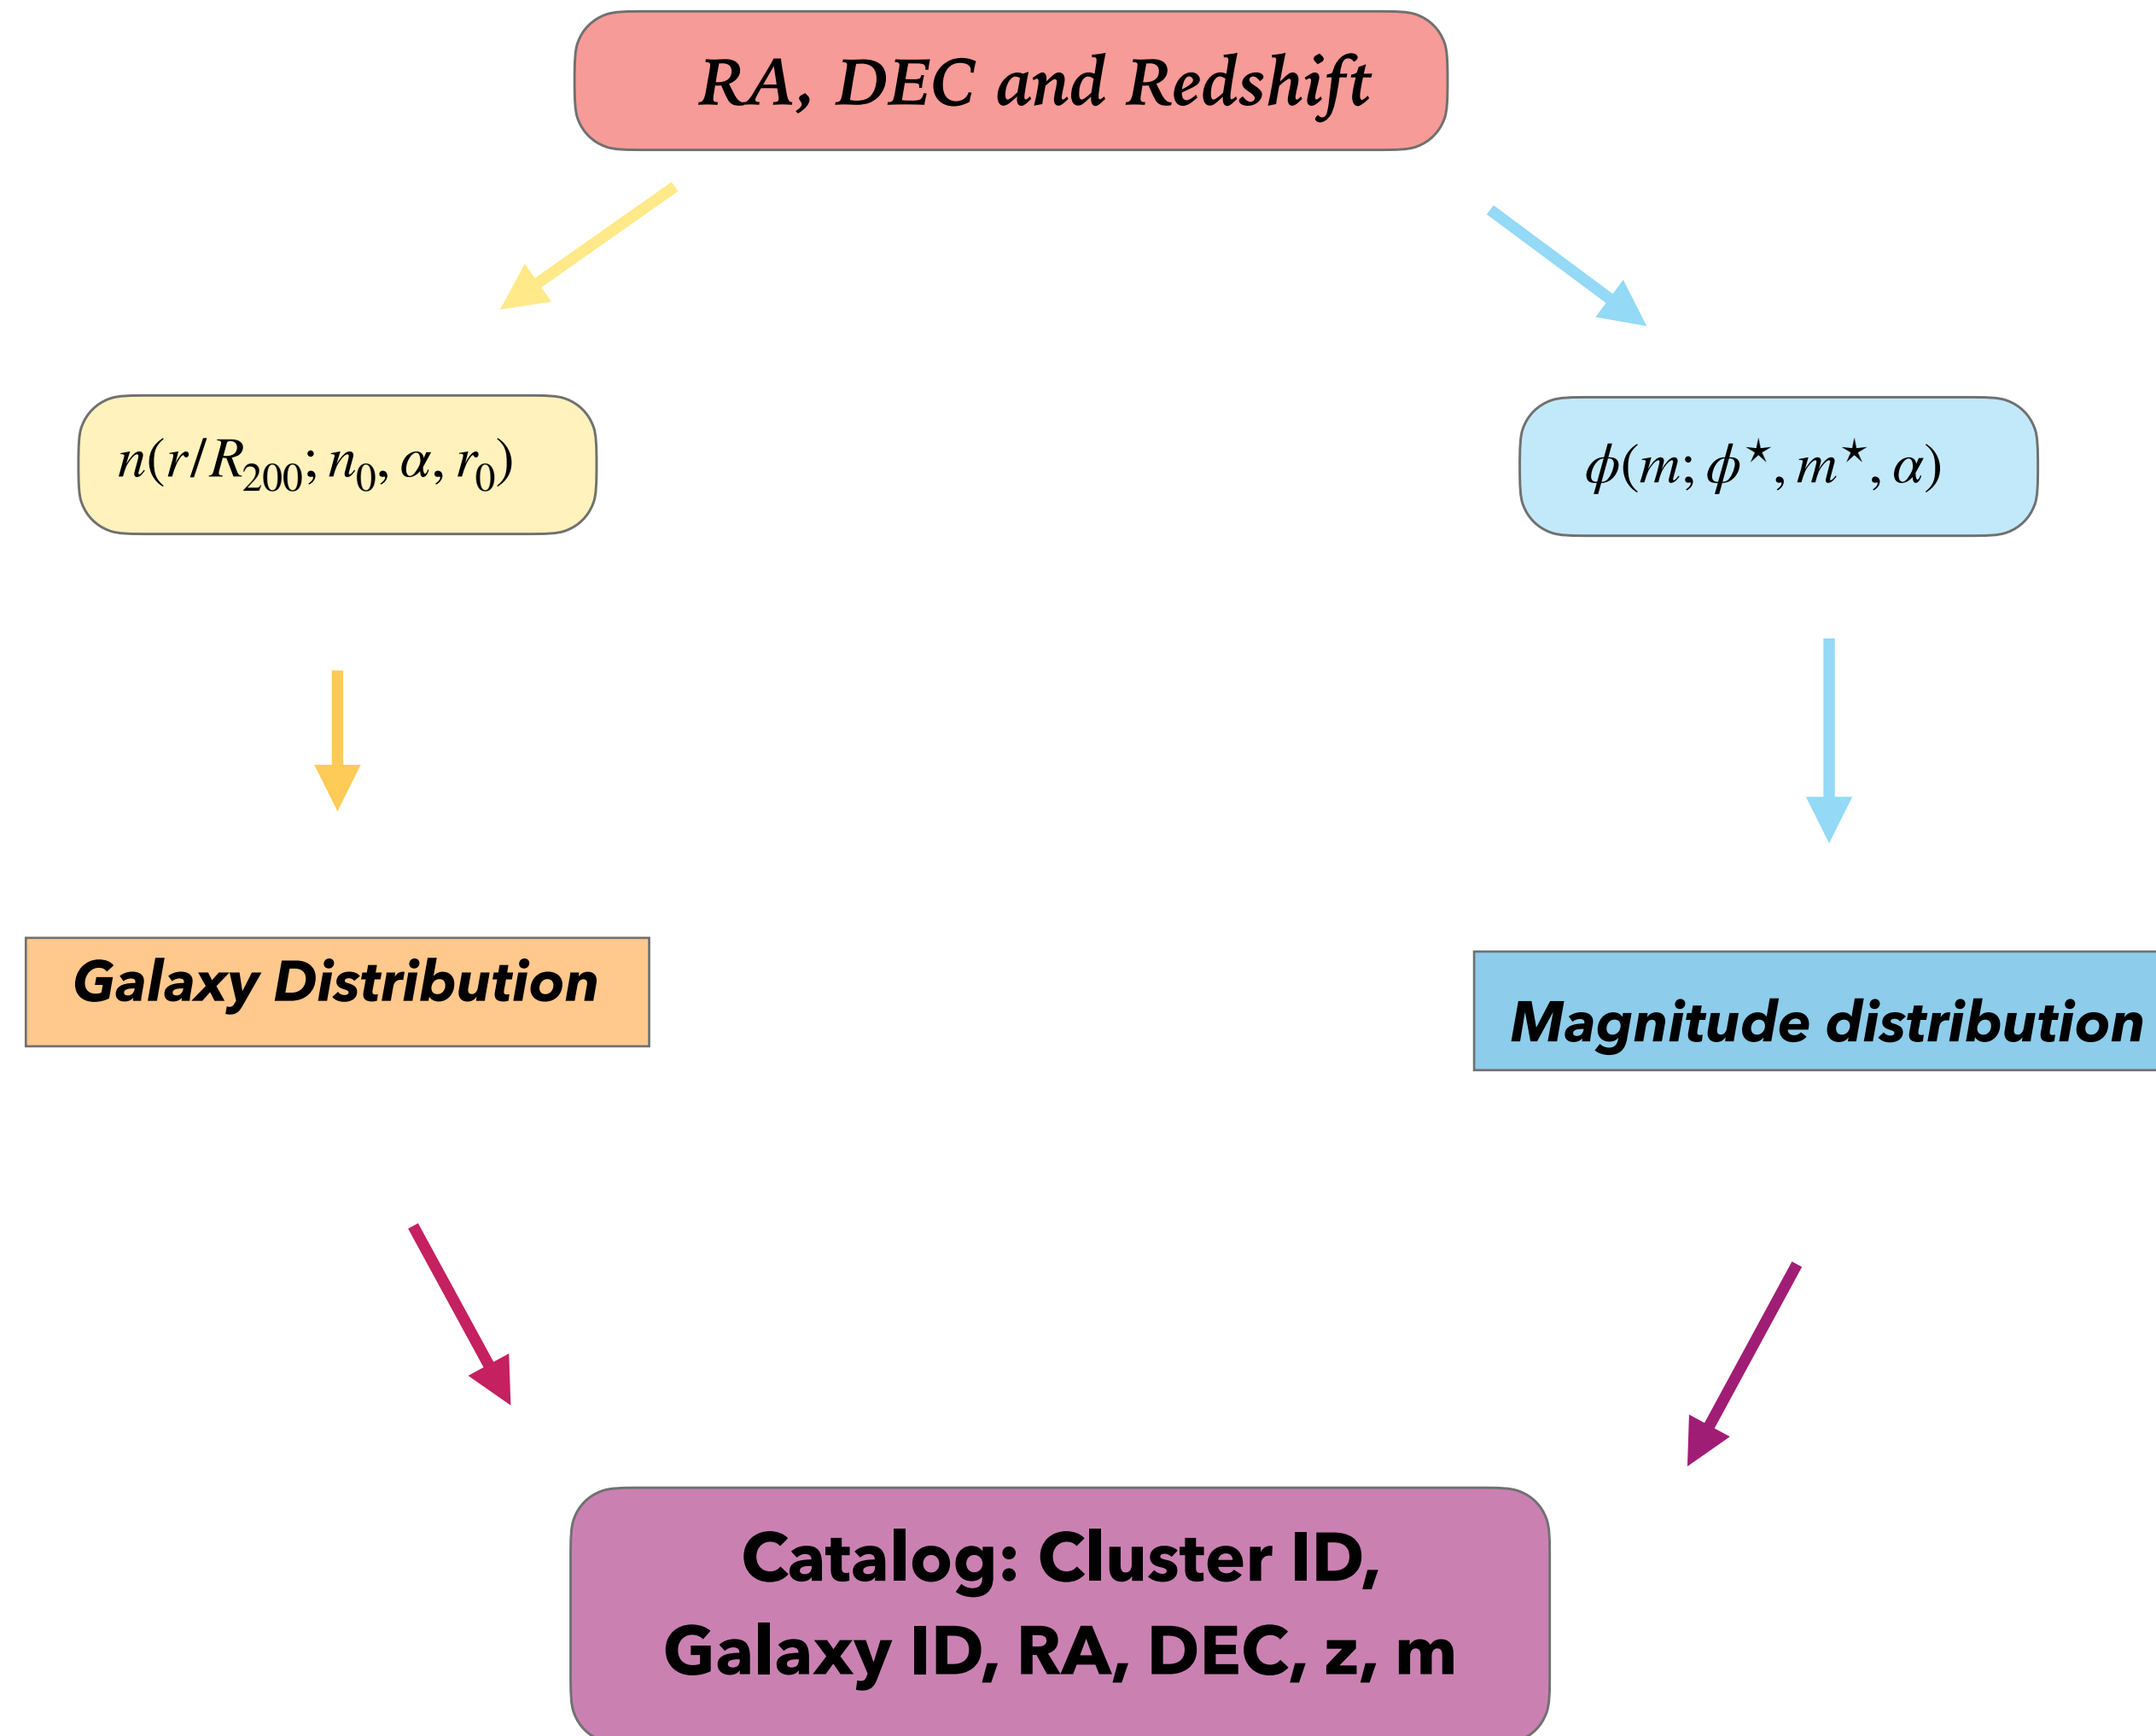 RA, DEC and Redshift
n(r/R₂₀₀; n₀, α, r₀)
ϕ(m; ϕ★, m★, α)
Galaxy Distribution
Magnitude distribution
Catalog: Cluster ID,
Galaxy ID, RA, DEC, z, m